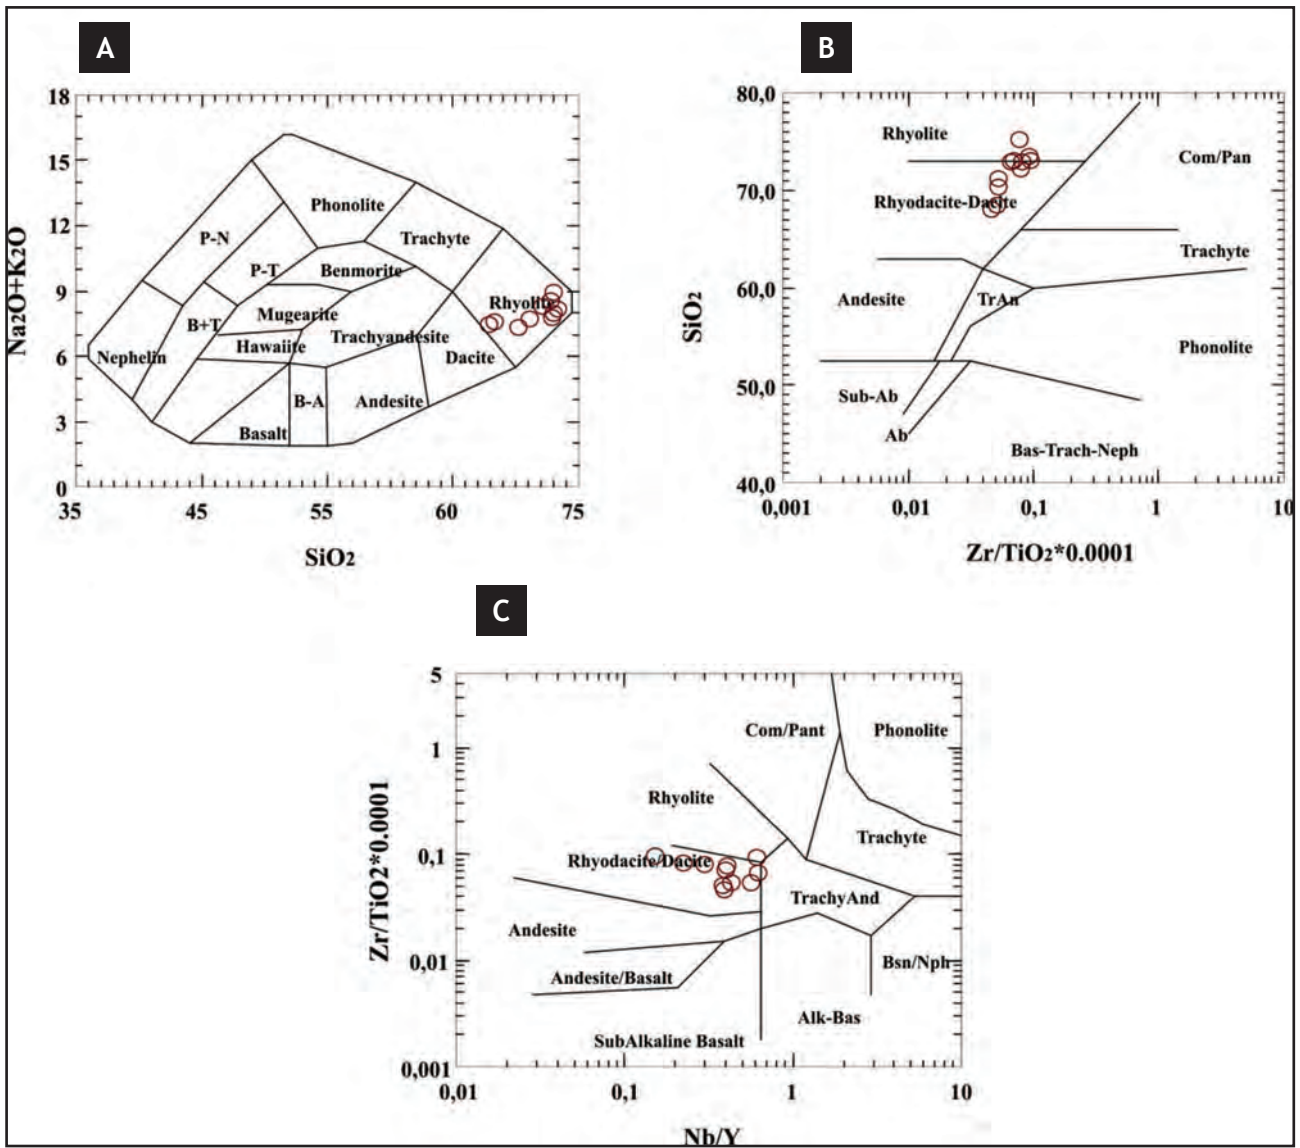 A
18
15
12
9
6
3
0
Na2O+K2O
Phonolite
P-N
Trachyte
P-T
Benmorite
Rhyolite
Mugearite
B+T
Trachyandesite
Hawaiite
Nephelin
Dacite
B-A
Andesite
Basalt
35 45 55 60 75
SiO2
B
80,0
70,0
60,0
50,0
40,0
SiO2
Rhyolite
Com/Pan
Rhyodacite-Dacite
Trachyte
Andesite
TrAn
Phonolite
Sub-Ab
Ab
Bas-Trach-Neph
0.001 0,01 0,1 1 10
Zr/TiO2*0.0001
C
5
1
0,1
0,01
0,001
Zr/TiO2*0.0001
Com/Pant
Phonolite
Rhyolite
Trachyte
Rhyodacite/Dacite
TrachyAnd
Andesite
Bsn/Nph
Andesite/Basalt
Alk-Bas
SubAlkaline Basalt
0,01 0,1 1 10
Nb/Y